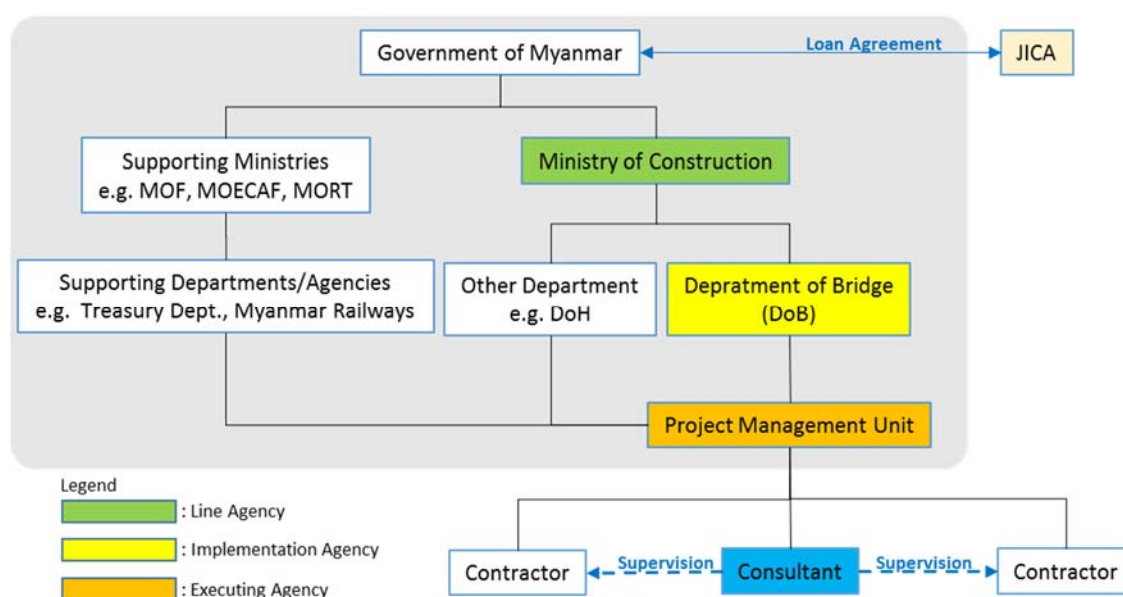 Government of Myanmar
Loan Agreement
JICA
Supporting Ministries
e.g. MOF, MOECAF, MORT
Ministry of Construction
Supporting Departments/Agencies
e.g. Treasury Dept., Myanmar Railways
Other Department
e.g. DoH
Depratment of Bridge
(DoB)
Project Management Unit
Legend
: Line Agency
: Implementation Agency
: Executing Agency
Contractor
Supervision
Consultant
Supervision
Contractor